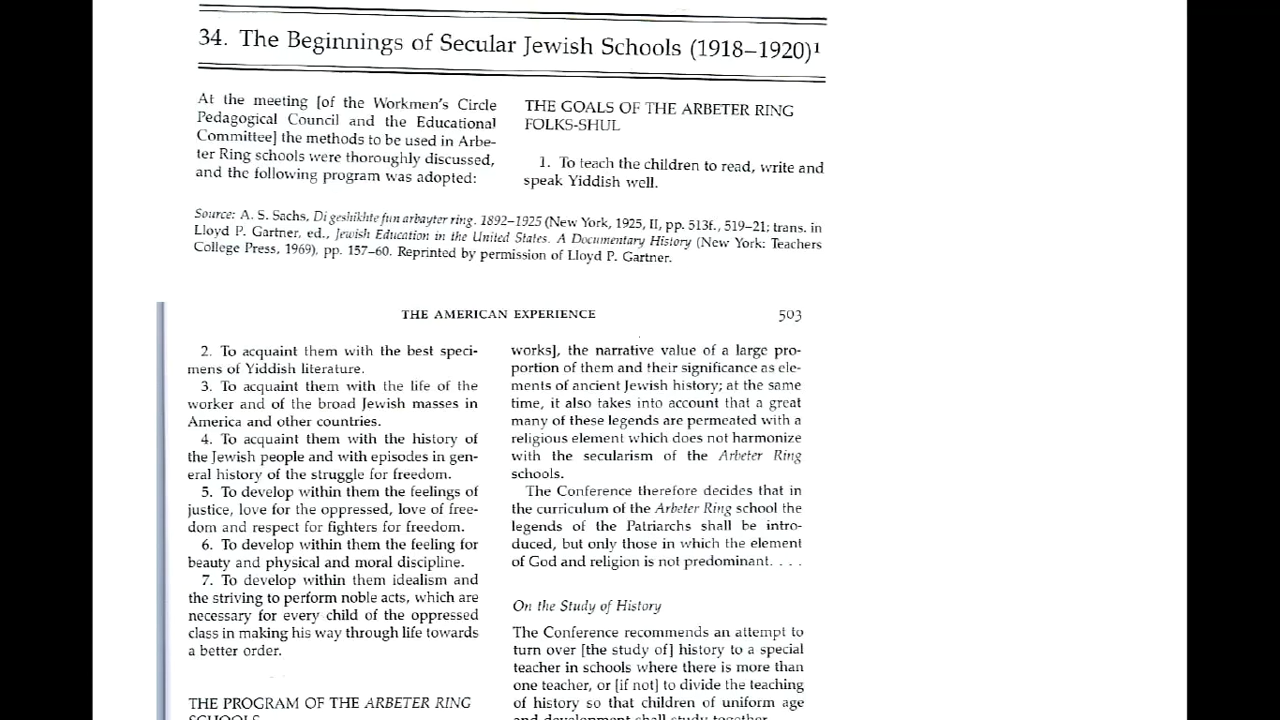 34. The Beginnings of Secular Jewish Schools (1918–1920)¹
At the meeting [of the Workmen's Circle
Pedagogical Council and the Educational
Committee] the methods to be used in Arbe-
ter Ring schools were thoroughly discussed,
and the following program was adopted:
THE GOALS OF THE ARBETER RING
FOLKS-SHUL
1. To teach the children to read, write and
speak Yiddish well.
Source: A. S. Sachs, Di geshikhte fun arbayter ring. 1892–1925 (New York, 1925, II, pp. 513f., 519–21; trans. in
Lloyd P. Gartner, ed., Jewish Education in the United States. A Documentary History (New York: Teachers
College Press, 1969), pp. 157–60. Reprinted by permission of Lloyd P. Gartner.
THE AMERICAN EXPERIENCE
503
2. To acquaint them with the best speci-
mens of Yiddish literature.
3. To acquaint them with the life of the
worker and of the broad Jewish masses in
America and other countries.
4. To acquaint them with the history of
the Jewish people and with episodes in gen-
eral history of the struggle for freedom.
5. To develop within them the feelings of
justice, love for the oppressed, love of free-
dom and respect for fighters for freedom.
6. To develop within them the feeling for
beauty and physical and moral discipline.
7. To develop within them idealism and
the striving to perform noble acts, which are
necessary for every child of the oppressed
class in making his way through life towards
a better order.
THE PROGRAM OF THE ARBETER RING
SCHOOLS
works], the narrative value of a large pro-
portion of them and their significance as ele-
ments of ancient Jewish history; at the same
time, it also takes into account that a great
many of these legends are permeated with a
religious element which does not harmonize
with the secularism of the Arbeter Ring
schools.
The Conference therefore decides that in
the curriculum of the Arbeter Ring school the
legends of the Patriarchs shall be intro-
duced, but only those in which the element
of God and religion is not predominant. . . .
On the Study of History
The Conference recommends an attempt to
turn over [the study of] history to a special
teacher in schools where there is more than
one teacher, or [if not] to divide the teaching
of history so that children of uniform age
and development shall study together